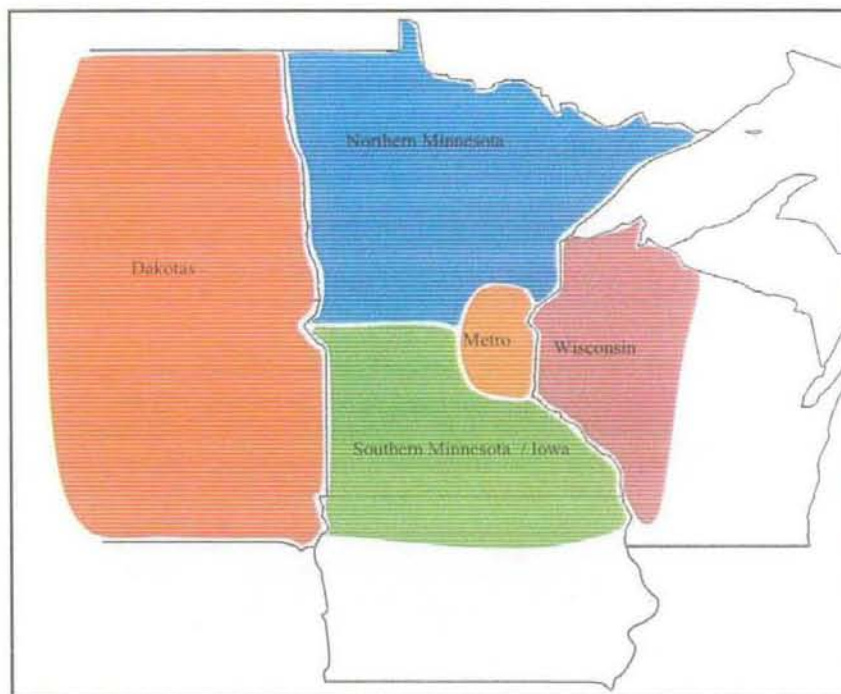 Northern Minnesota
Dakotas
Metro
Wisconsin
Southern Minnesota / Iowa